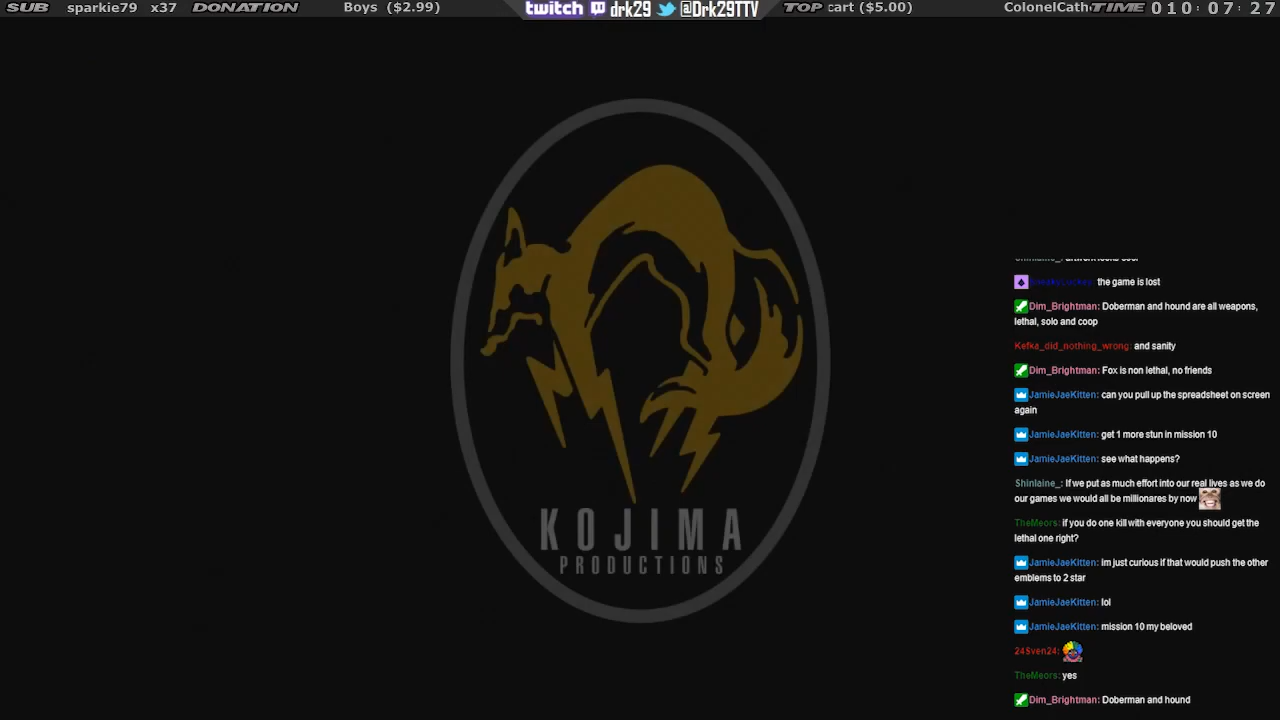 SUB sparkie79 x37 DONATION Boys ($2.99) twitch drk29 @Drk29TTV TOP cart ($5.00) ColonelCath TIME 010:07:27
the game is lost
Dim_Brightman: Doberman and hound are all weapons,
lethal, solo and coop
Kefka_did_nothing_wrong: and sanity
Dim_Brightman: Fox is non lethal, no friends
JamieJaeKitten: can you pull up the spreadsheet on screen
again
JamieJaeKitten: get 1 more stun in mission 10
JamieJaeKitten: see what happens?
Shinlaine_: If we put as much effort into our real lives as we do
our games we would all be millionares by now
TheMeors: if you do one kill with everyone you should get the
lethal one right?
JamieJaeKitten: im just curious if that would push the other
emblems to 2 star
JamieJaeKitten: lol
JamieJaeKitten: mission 10 my beloved
24Sven24:
TheMeors: yes
Dim_Brightman: Doberman and hound
KOJIMA
PRODUCTIONS